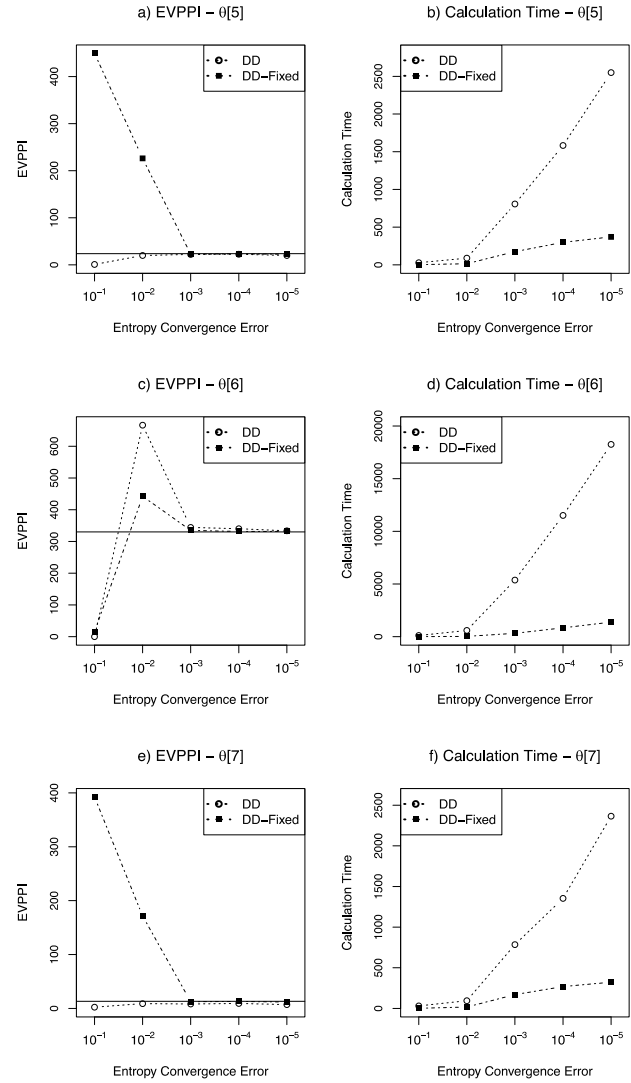 a) EVPPI − θ[5]
EVPPI
400
300
200
100
0
DD
DD−Fixed
10⁻¹ 10⁻² 10⁻³ 10⁻⁴ 10⁻⁵
Entropy Convergence Error
b) Calculation Time − θ[5]
Calculation Time
2500
1500
500
0
DD
DD−Fixed
10⁻¹ 10⁻² 10⁻³ 10⁻⁴ 10⁻⁵
Entropy Convergence Error
c) EVPPI − θ[6]
EVPPI
600
500
400
300
200
100
0
DD
DD−Fixed
10⁻¹ 10⁻² 10⁻³ 10⁻⁴ 10⁻⁵
Entropy Convergence Error
d) Calculation Time − θ[6]
Calculation Time
20000
15000
10000
5000
0
DD
DD−Fixed
10⁻¹ 10⁻² 10⁻³ 10⁻⁴ 10⁻⁵
Entropy Convergence Error
e) EVPPI − θ[7]
EVPPI
400
300
200
100
0
DD
DD−Fixed
10⁻¹ 10⁻² 10⁻³ 10⁻⁴ 10⁻⁵
Entropy Convergence Error
f) Calculation Time − θ[7]
Calculation Time
2500
2000
1500
1000
500
0
DD
DD−Fixed
10⁻¹ 10⁻² 10⁻³ 10⁻⁴ 10⁻⁵
Entropy Convergence Error